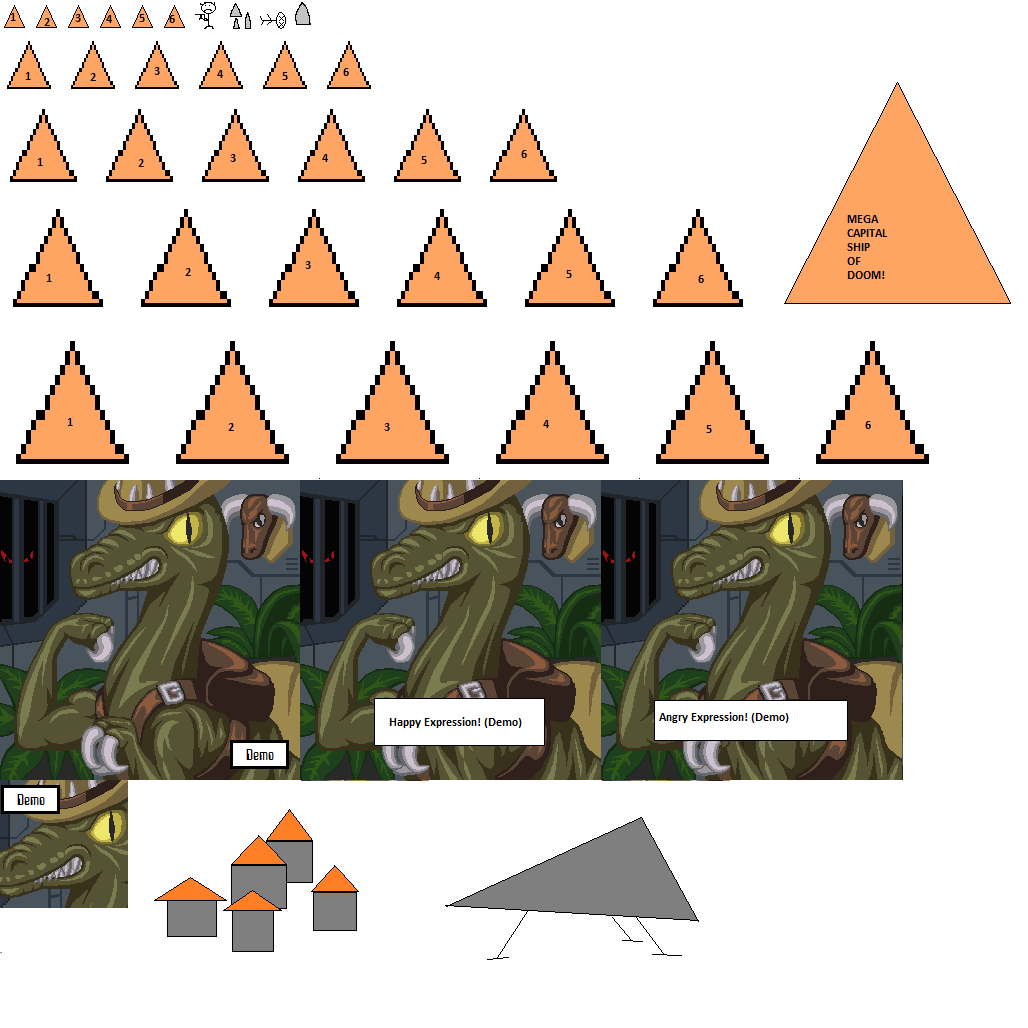 1 2 3 4 5 6
1 2 3 4 5 6
1 2 3 4 5 6
1 2 3 4 5 6
MEGA
CAPITAL
SHIP
OF
DOOM!
1 2 3 4 5 6
Demo
Happy Expression! (Demo)
Angry Expression! (Demo)
Demo